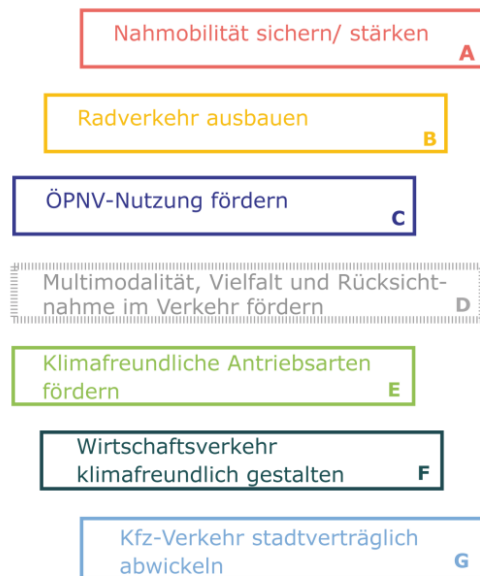 Nahmobilität sichern/ stärken
A
Radverkehr ausbauen
B
ÖPNV-Nutzung fördern
C
Multimodalität, Vielfalt und Rücksicht-
nahme im Verkehr fördern
D
Klimafreundliche Antriebsarten
fördern
E
Wirtschaftsverkehr
klimafreundlich gestalten
F
Kfz-Verkehr stadtverträglich
abwickeln
G